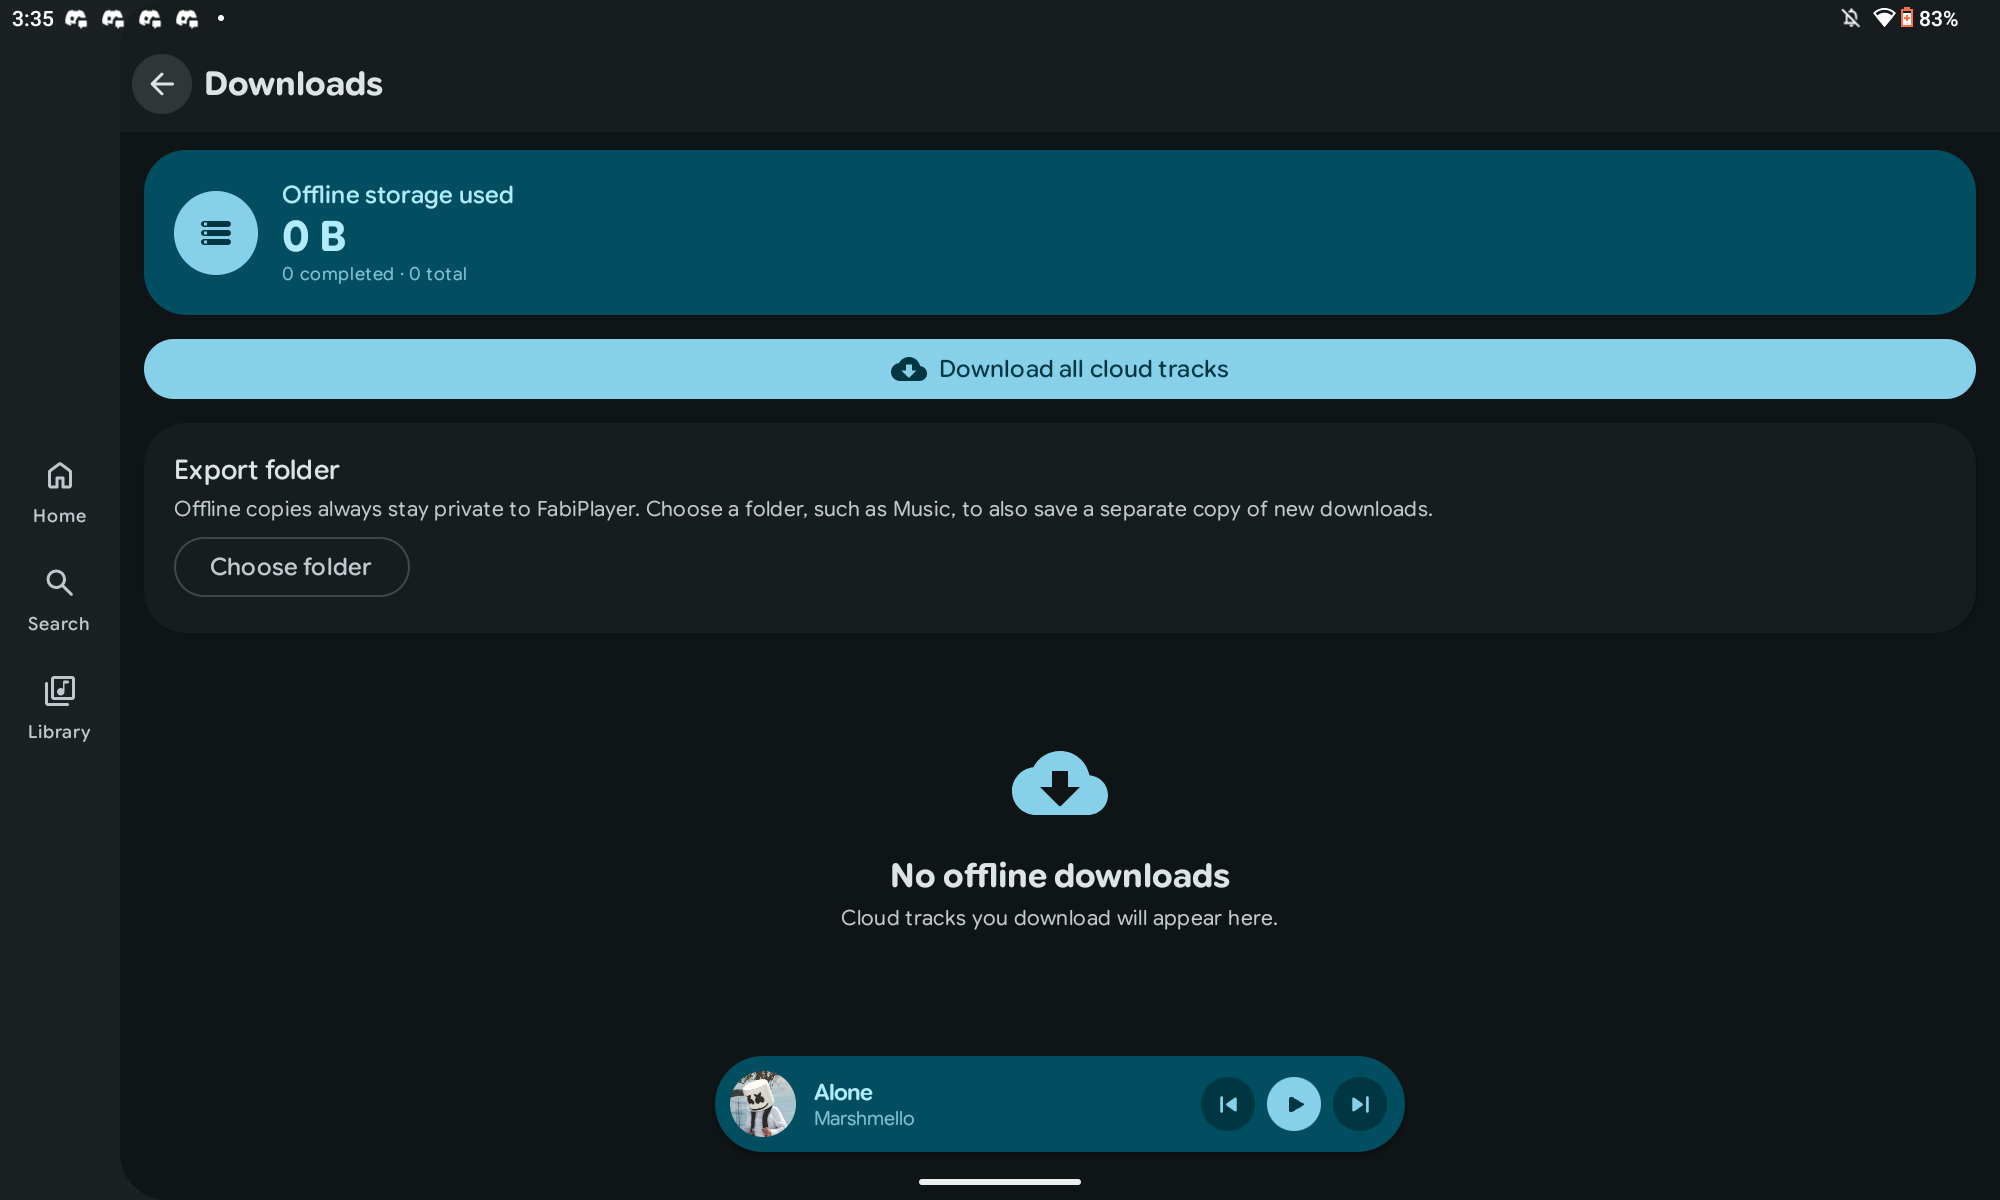 3:35
83%
Downloads
Offline storage used
0 B
0 completed · 0 total
Download all cloud tracks
Export folder
Offline copies always stay private to FabiPlayer. Choose a folder, such as Music, to also save a separate copy of new downloads.
Choose folder
Home
Search
Library
No offline downloads
Cloud tracks you download will appear here.
Alone
Marshmello